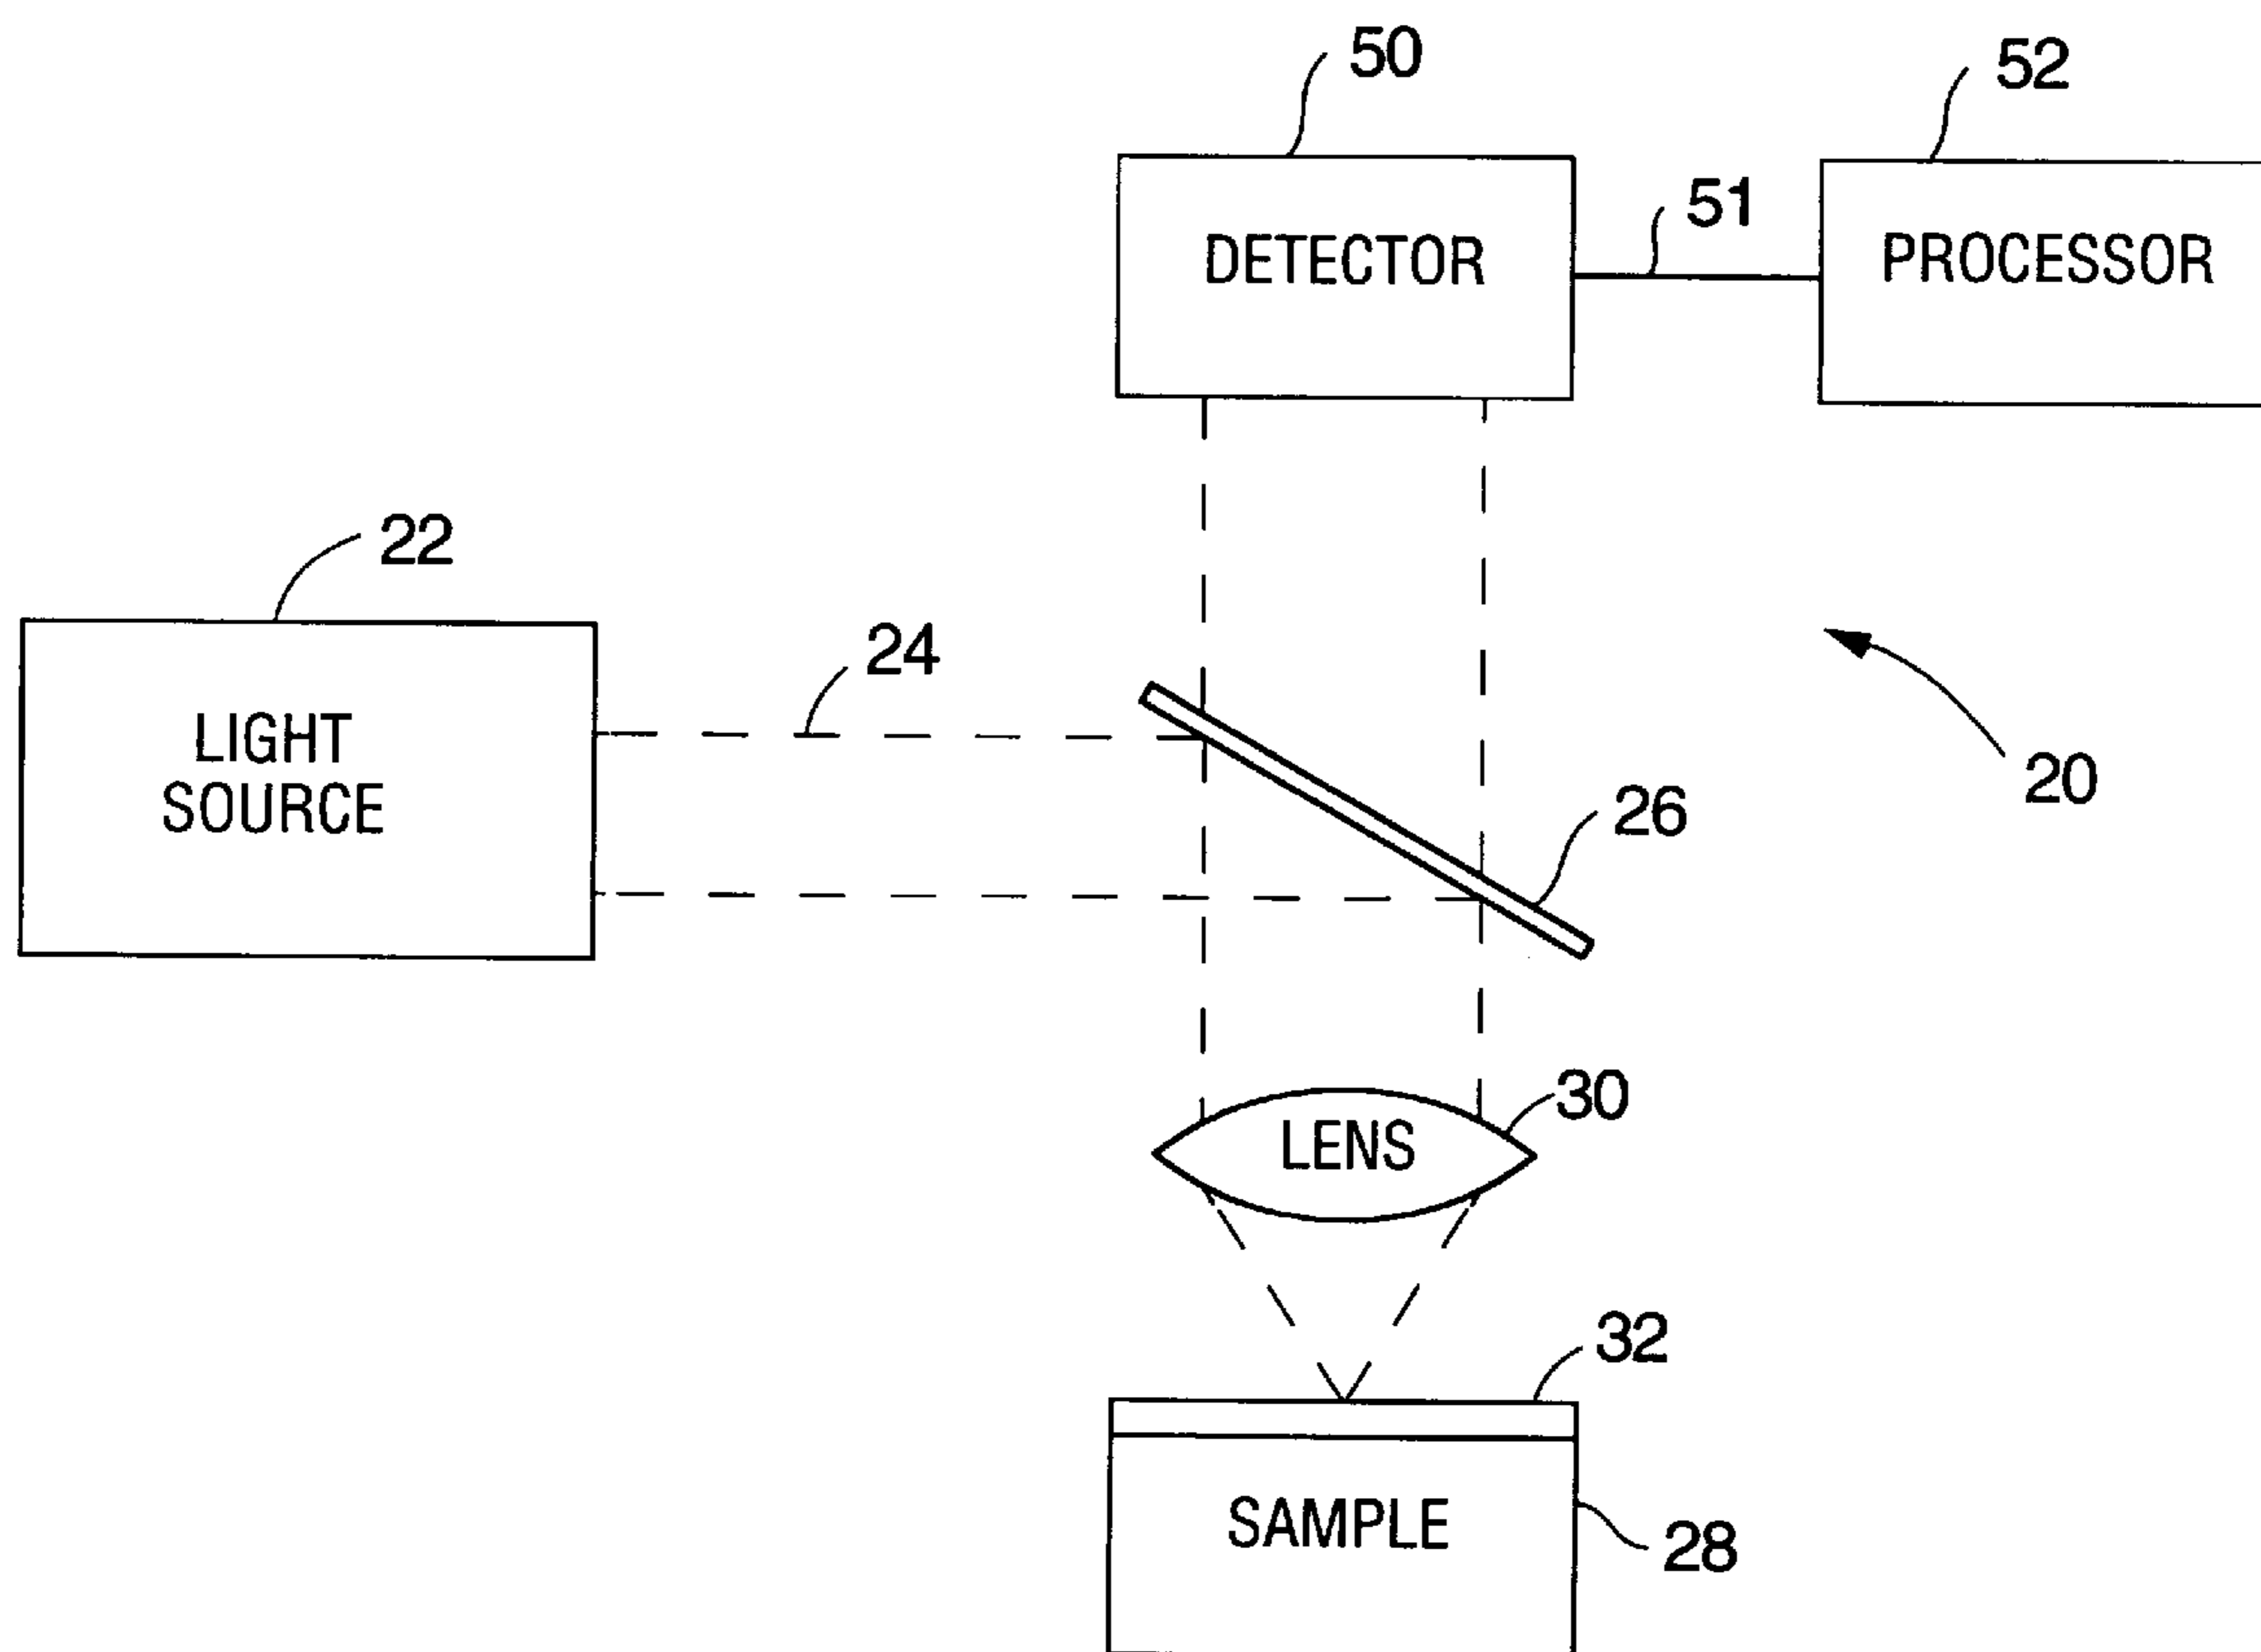 50
52
51
DETECTOR
PROCESSOR
22
24
LIGHT
SOURCE
20
26
30
LENS
32
SAMPLE
28